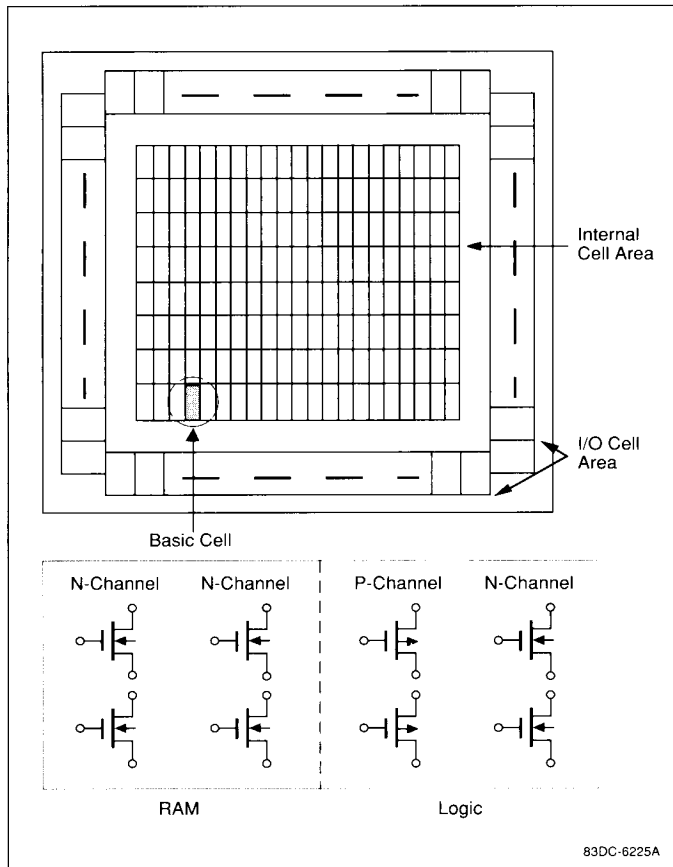 Internal
Cell Area
I/O Cell
Area
Basic Cell
N-Channel N-Channel P-Channel N-Channel
RAM Logic
83DC-6225A